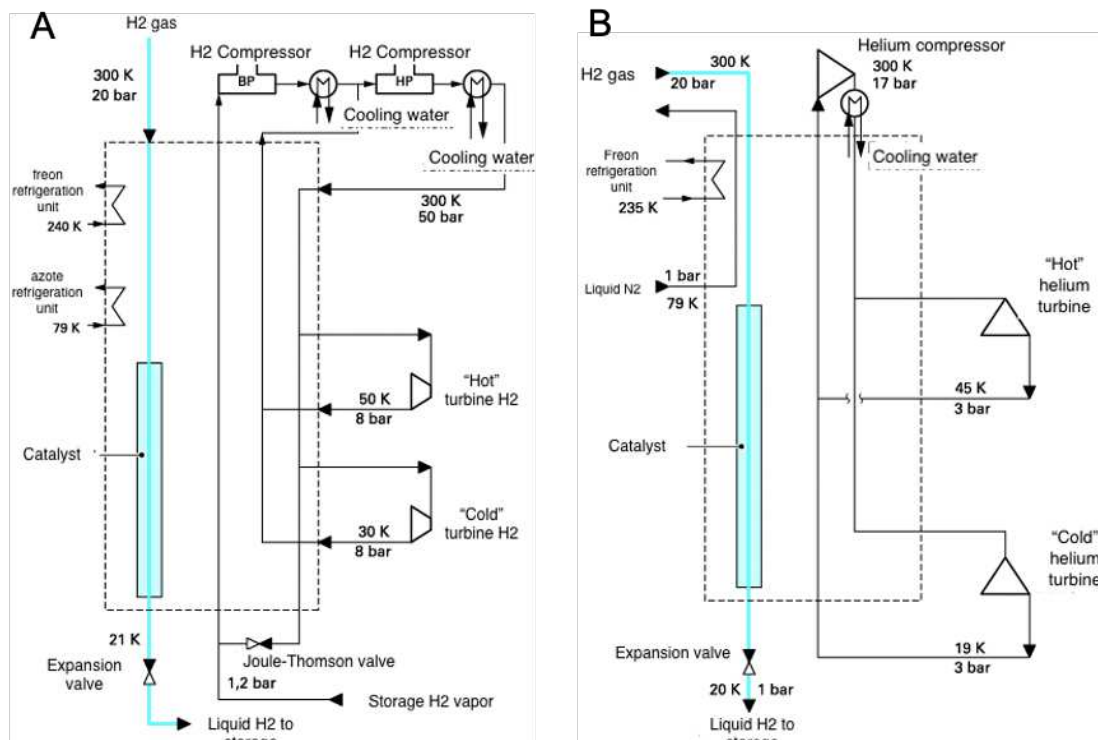 A
H2 gas
300 K
20 bar
H2 Compressor
BP
H2 Compressor
HP
Cooling water
Cooling water
300 K
50 bar
freon
refrigeration
unit
240 K
azote
refrigeration
unit
79 K
"Hot"
turbine H2
50 K
8 bar
Catalyst
"Cold"
turbine H2
30 K
8 bar
21 K
Expansion
valve
Joule-Thomson valve
1,2 bar
Storage H2 vapor
Liquid H2 to
storage
B
H2 gas
300 K
20 bar
Helium compressor
300 K
17 bar
Cooling water
Freon
refrigeration
unit
235 K
Liquid N2
1 bar
79 K
"Hot"
helium
turbine
45 K
3 bar
Catalyst
"Cold"
helium
turbine
19 K
3 bar
Expansion valve
20 K
1 bar
Liquid H2 to
storage